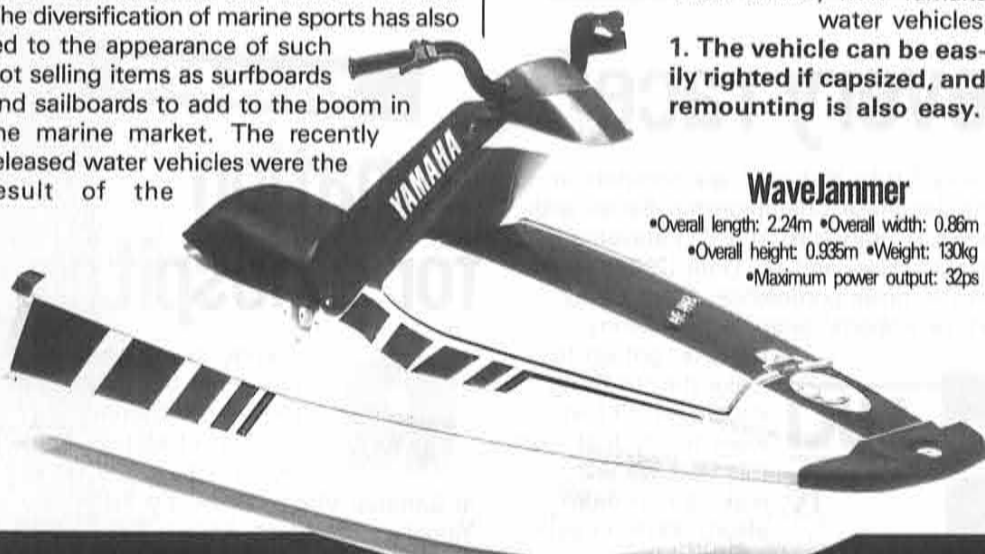 he diversification of marine sports has also
ed to the appearance of such
ot selling items as surfboards
nd sailboards to add to the boom in
ne marine market. The recently
eleased water vehicles were the
esult of the
water vehicles
1. The vehicle can be eas-
ily righted if capsized, and
remounting is also easy.
WaveJammer
•Overall length: 2.24m •Overall width: 0.86m
•Overall height: 0.935m •Weight: 130kg
•Maximum power output: 32ps
YAMAHA